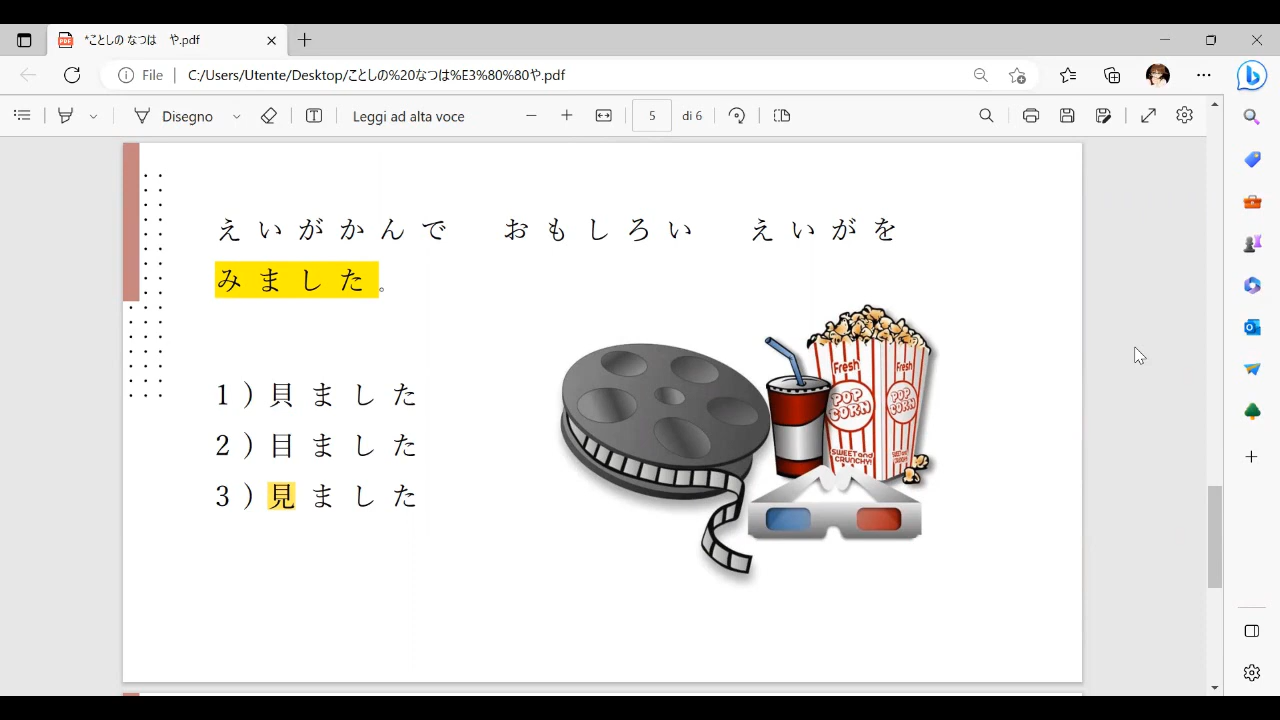 *ことしの なつは　や.pdf
File
C:/Users/Utente/Desktop/ことしの%20なつは%E3%80%80や.pdf
Disegno
Leggi ad alta voce
5 di 6
えいがかんで　おもしろい　えいがを
みました。
1）貝ました
2）目ました
3）見ました
Fresh
POP CORN
SWEET and CRUNCHY!
Fresh
POP CORN